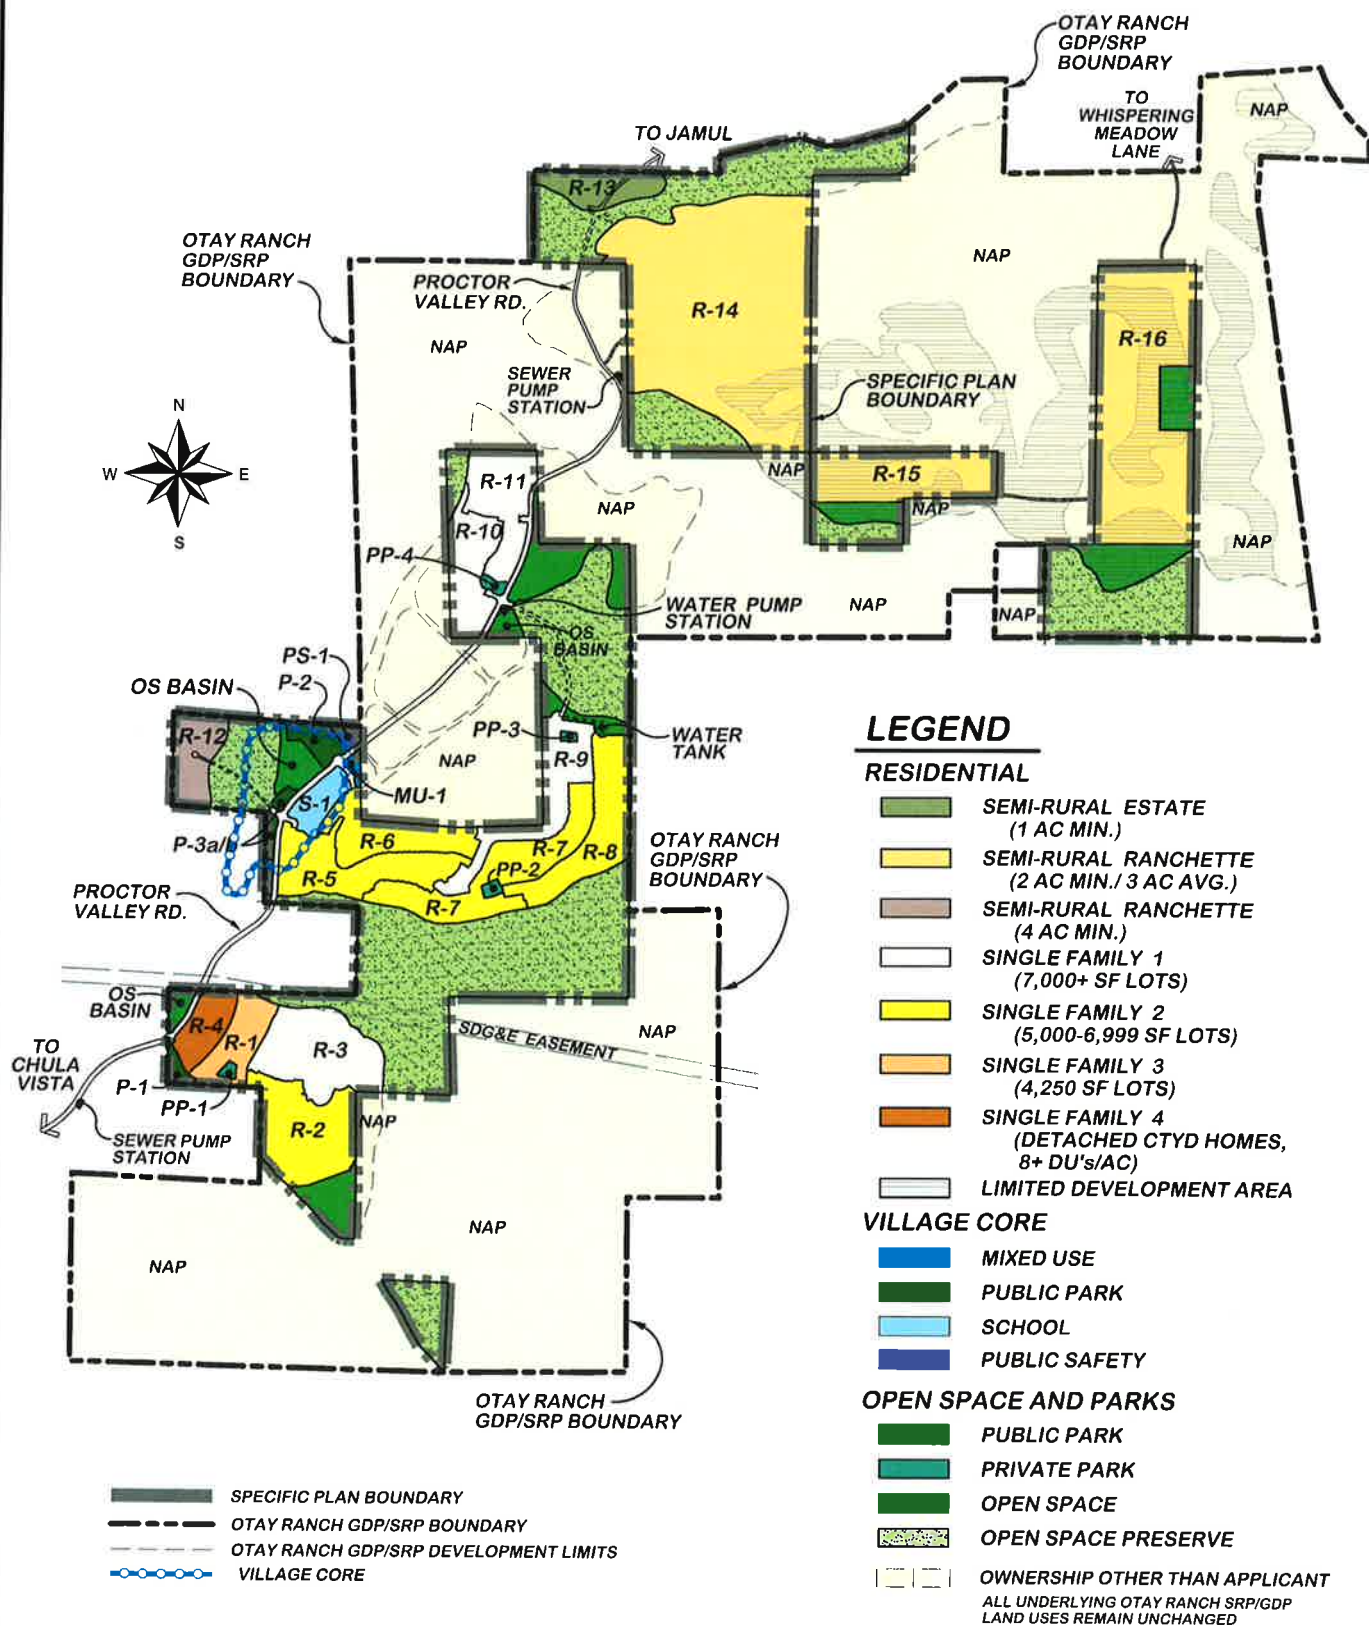 OTAY RANCH
GDP/SRP
BOUNDARY
TO
WHISPERING
MEADOW
LANE
NAP
TO JAMUL
R-13
OTAY RANCH
GDP/SRP
BOUNDARY
PROCTOR
VALLEY RD.
NAP
NAP
R-14
R-16
SEWER
PUMP
STATION
SPECIFIC PLAN
BOUNDARY
N
W
E
S
NAP
R-15
R-11
NAP
NAP
R-10
NAP
PP-4
WATER PUMP
STATION
NAP
NAP
OS
BASIN
PS-1
P-2
OS BASIN
R-12
PP-3
WATER
TANK
NAP
R-9
MU-1
S-1
P-3a/
R-6
R-7
R-8
R-5
PP-2
R-7
OTAY RANCH
GDP/SRP
BOUNDARY
PROCTOR
VALLEY RD.
OS
BASIN
R-4
R-1
R-3
NAP
SDG&E EASEMENT
TO
CHULA
VISTA
P-1
PP-1
SEWER PUMP
STATION
R-2
NAP
NAP
NAP
OTAY RANCH
GDP/SRP BOUNDARY
LEGEND
RESIDENTIAL
SEMI-RURAL ESTATE
(1 AC MIN.)
SEMI-RURAL RANCHETTE
(2 AC MIN./ 3 AC AVG.)
SEMI-RURAL RANCHETTE
(4 AC MIN.)
SINGLE FAMILY 1
(7,000+ SF LOTS)
SINGLE FAMILY 2
(5,000-6,999 SF LOTS)
SINGLE FAMILY 3
(4,250 SF LOTS)
SINGLE FAMILY 4
(DETACHED CTYD HOMES,
8+ DU's/AC)
LIMITED DEVELOPMENT AREA
VILLAGE CORE
MIXED USE
PUBLIC PARK
SCHOOL
PUBLIC SAFETY
OPEN SPACE AND PARKS
PUBLIC PARK
PRIVATE PARK
OPEN SPACE
OPEN SPACE PRESERVE
OWNERSHIP OTHER THAN APPLICANT
ALL UNDERLYING OTAY RANCH SRP/GDP
LAND USES REMAIN UNCHANGED
SPECIFIC PLAN BOUNDARY
OTAY RANCH GDP/SRP BOUNDARY
OTAY RANCH GDP/SRP DEVELOPMENT LIMITS
VILLAGE CORE